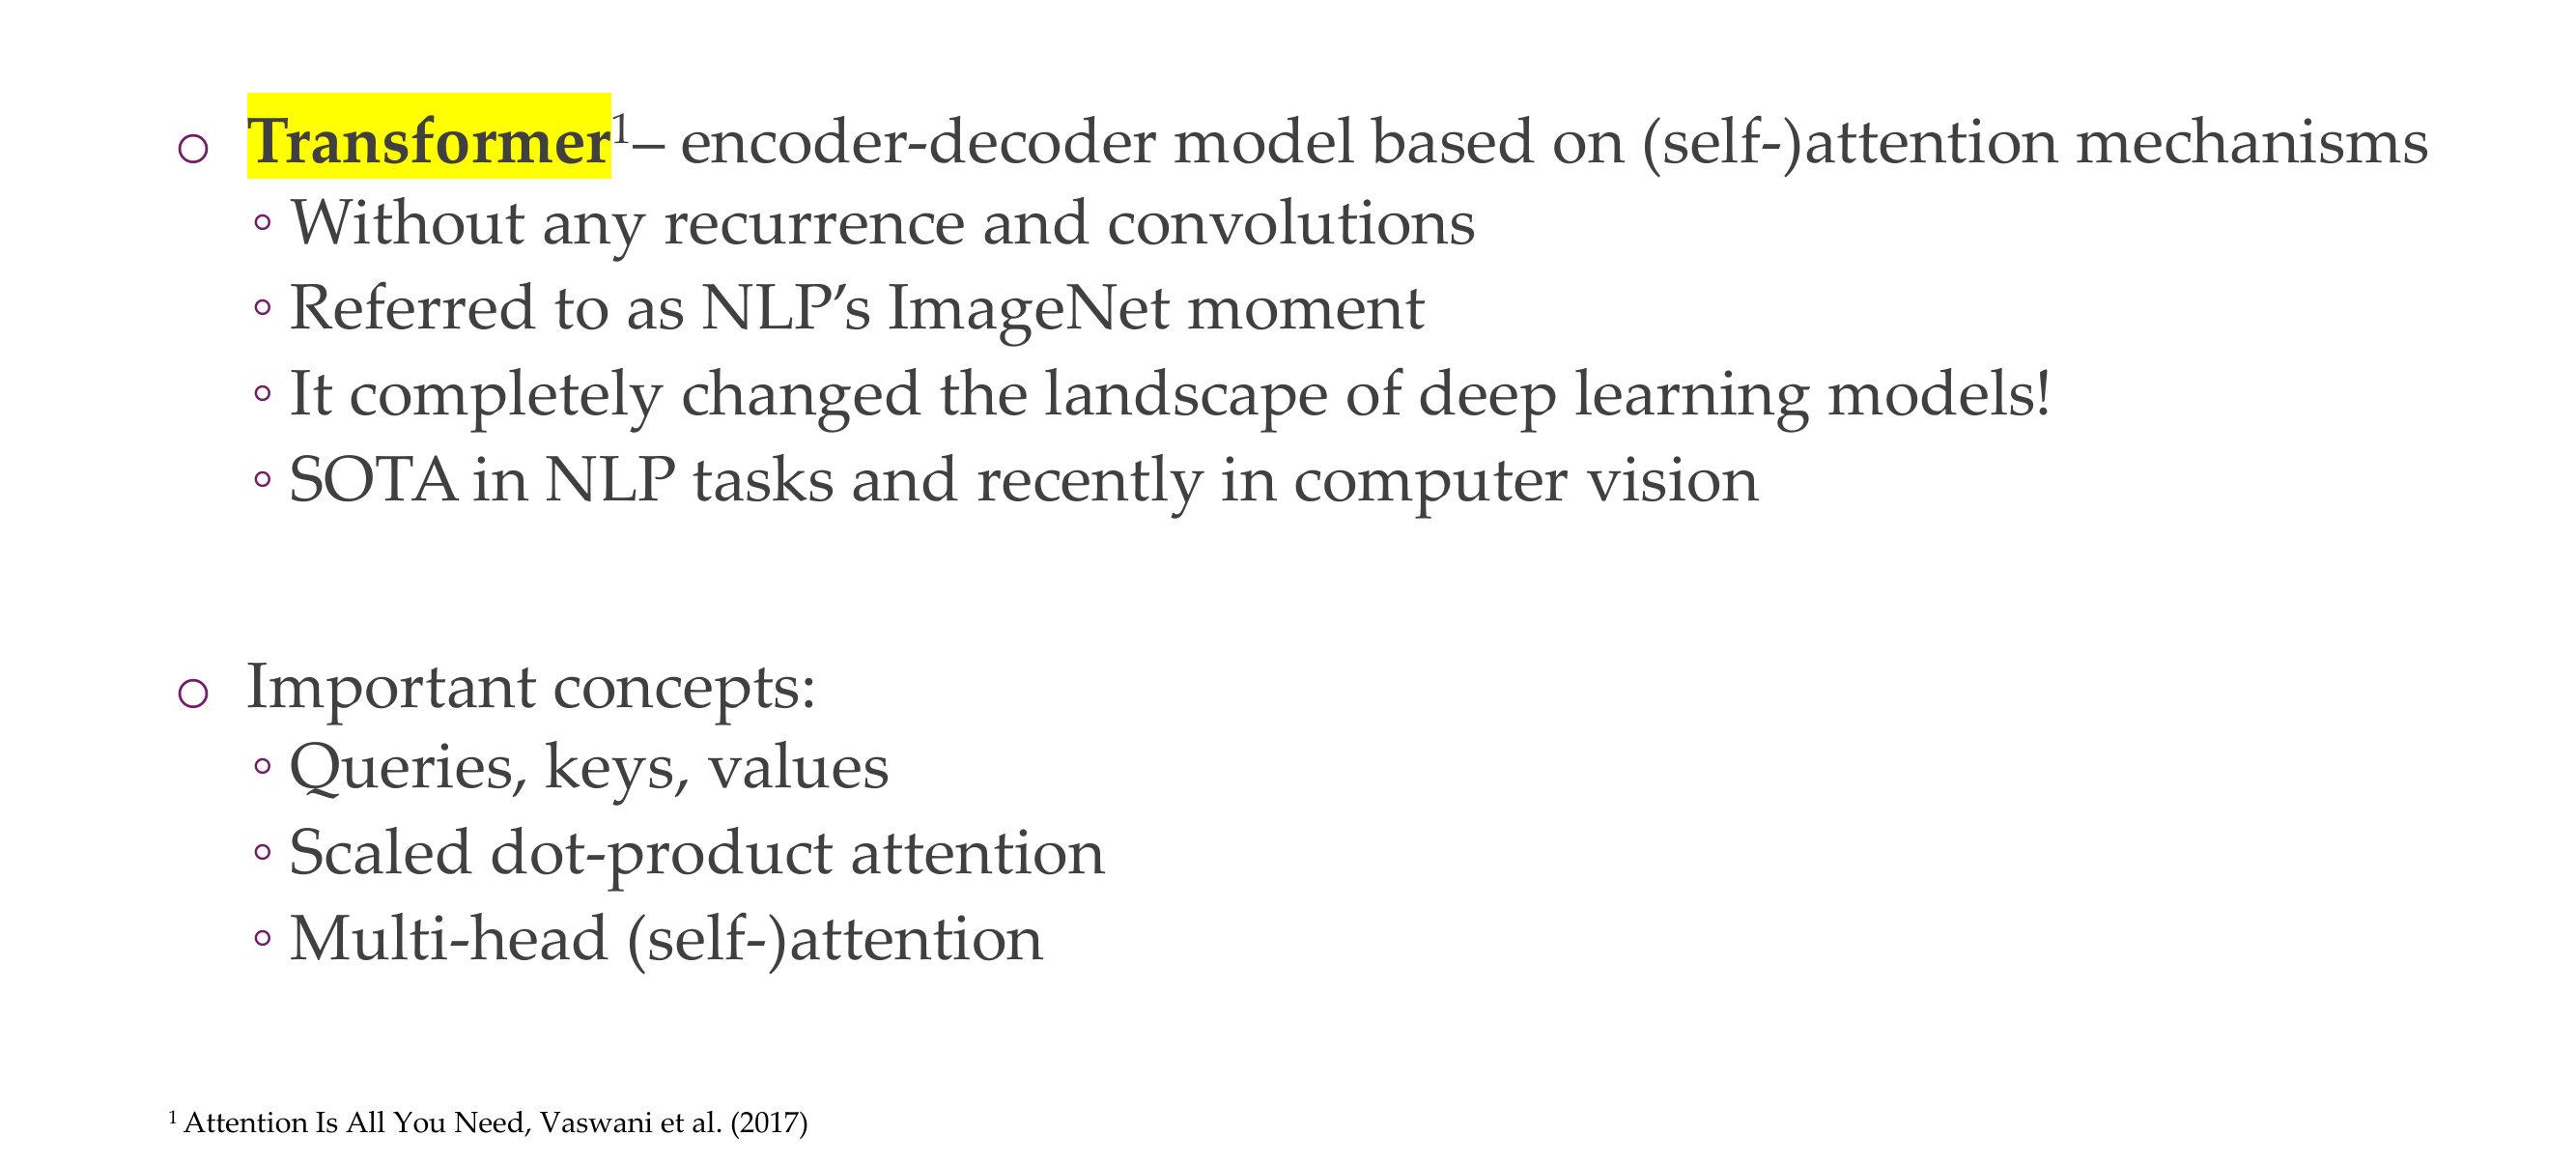 ○ Transformer¹– encoder-decoder model based on (self-)attention mechanisms
◦ Without any recurrence and convolutions
◦ Referred to as NLP’s ImageNet moment
◦ It completely changed the landscape of deep learning models!
◦ SOTA in NLP tasks and recently in computer vision
○ Important concepts:
◦ Queries, keys, values
◦ Scaled dot-product attention
◦ Multi-head (self-)attention
¹ Attention Is All You Need, Vaswani et al. (2017)